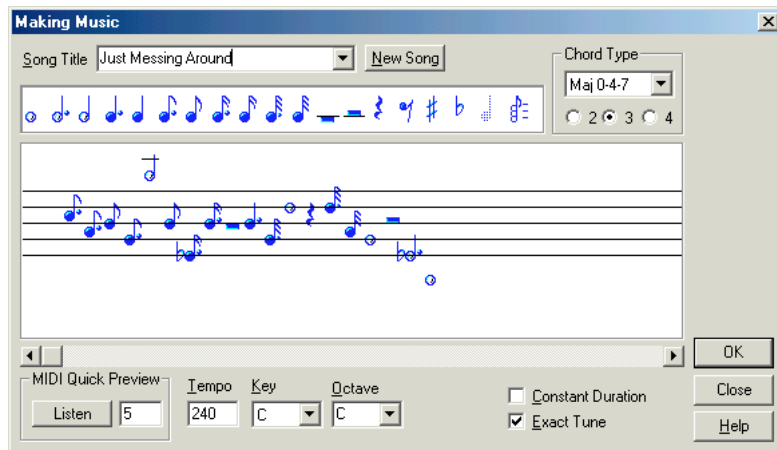 Making Music
Song Title Just Messing Around New Song
Chord Type
Maj 0-4-7
2 3 4
MIDI Quick Preview
Listen 5
Tempo Key Octave
240 C C
Constant Duration
Exact Tune
OK
Close
Help